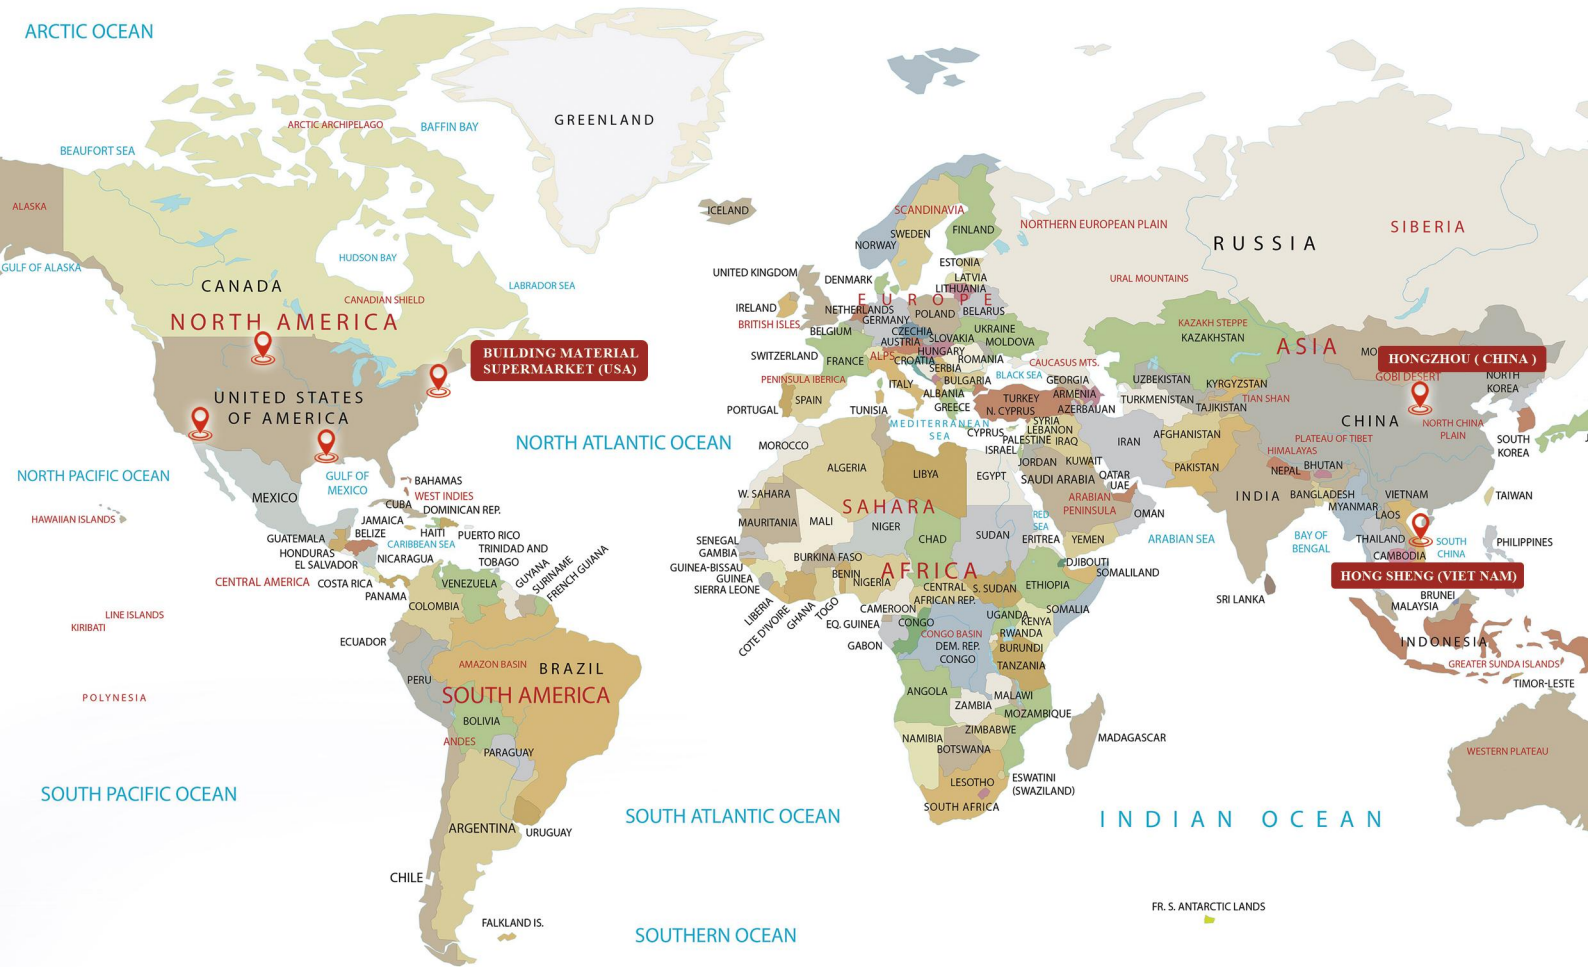 ARCTIC OCEAN
GREENLAND
ARCTIC ARCHIPELAGO
BAFFIN BAY
BEAUFORT SEA
ALASKA
ICELAND
SCANDINAVIA
NORTHERN EUROPEAN PLAIN
SIBERIA
SWEDEN
FINLAND
NORWAY
RUSSIA
GULF OF ALASKA
HUDSON BAY
LABRADOR SEA
CANADA
CANADIAN SHIELD
NORTH AMERICA
UNITED KINGDOM
DENMARK
ESTONIA
LATVIA
LITHUANIA
URAL MOUNTAINS
EUROPE
IRELAND
NETHERLANDS
POLAND
BELARUS
BRITISH ISLES
GERMANY
BELGIUM
CZECHIA
UKRAINE
SLOVAKIA
MOLDOVA
AUSTRIA
KAZAKH STEPPE
KAZAKHSTAN
ASIA
MO
HONGZHOU ( CHINA )
GOBI DESERT
NORTH
KOREA
BUILDING MATERIAL
SUPERMARKET (USA)
SWITZERLAND
FRANCE
ALPS
CROATIA
HUNGARY
ROMANIA
SERBIA
CAUCASUS MTS.
PENINSULA IBERICA
ITALY
BULGARIA
BLACK SEA
GEORGIA
UZBEKISTAN
KYRGYZSTAN
ALBANIA
ARMENIA
TURKMENISTAN
TIAN SHAN
TAJIKISTAN
UNITED STATES
OF AMERICA
PORTUGAL
SPAIN
TUNISIA
GREECE
TURKEY
N. CYPRUS
AZERBAIJAN
CHINA
NORTH CHINA
PLAIN
MEDITERRANEAN
SEA
CYPRUS
SYRIA
LEBANON
PALESTINE
IRAQ
ISRAEL
IRAN
AFGHANISTAN
PLATEAU OF TIBET
HIMALAYAS
SOUTH
KOREA
J
NORTH ATLANTIC OCEAN
NORTH PACIFIC OCEAN
GULF OF
MEXICO
BAHAMAS
MOROCCO
ALGERIA
LIBYA
EGYPT
JORDAN
KUWAIT
SAUDI ARABIA
QATAR
UAE
PAKISTAN
NEPAL
BHUTAN
MEXICO
CUBA
WEST INDIES
DOMINICAN REP.
W. SAHARA
SAHARA
ARABIAN
PENINSULA
OMAN
INDIA
BANGLADESH
MYANMAR
VIETNAM
LAOS
TAIWAN
HAWAIIAN ISLANDS
JAMAICA
BELIZE
HAITI
PUERTO RICO
MAURITANIA
MALI
NIGER
CHAD
SUDAN
RED
SEA
ERITREA
YEMEN
ARABIAN SEA
BAY OF
BENGAL
THAILAND
CAMBODIA
SOUTH
CHINA
PHILIPPINES
GUATEMALA
HONDURAS
EL SALVADOR
CARIBBEAN SEA
NICARAGUA
TRINIDAD AND
TOBAGO
GUYANA
SURINAME
FRENCH GUIANA
SENEGAL
GAMBIA
GUINEA-BISSAU
GUINEA
SIERRA LEONE
BURKINA FASO
BENIN
NIGERIA
AFRICA
DJIBOUTI
SOMALILAND
HONG SHENG (VIET NAM)
CENTRAL AMERICA
COSTA RICA
PANAMA
VENEZUELA
COLOMBIA
LIBERIA
COTE D'IVOIRE
GHANA
TOGO
CAMEROON
CENTRAL
AFRICAN REP.
S. SUDAN
ETHIOPIA
SOMALIA
SRI LANKA
BRUNEI
MALAYSIA
LINE ISLANDS
KIRIBATI
ECUADOR
EQ. GUINEA
GABON
CONGO
CONGO BASIN
DEM. REP.
CONGO
UGANDA
KENYA
RWANDA
BURUNDI
TANZANIA
INDONESIA
GREATER SUNDA ISLANDS
TIMOR-LESTE
AMAZON BASIN
BRAZIL
PERU
SOUTH AMERICA
POLYNESIA
ANGOLA
ZAMBIA
MALAWI
MOZAMBIQUE
BOLIVIA
ANDES
PARAGUAY
NAMIBIA
ZIMBABWE
BOTSWANA
MADAGASCAR
WESTERN PLATEAU
LESOTHO
ESWATINI
(SWAZILAND)
SOUTH AFRICA
SOUTH PACIFIC OCEAN
SOUTH ATLANTIC OCEAN
INDIAN OCEAN
ARGENTINA
URUGUAY
CHILE
FALKLAND IS.
FR. S. ANTARCTIC LANDS
SOUTHERN OCEAN